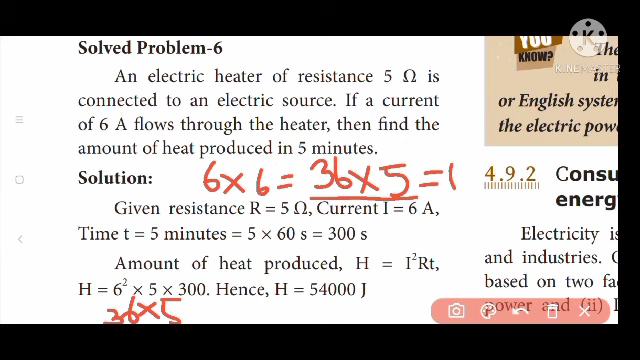 Solved Problem-6
An electric heater of resistance 5 Ω is
connected to an electric source. If a current
of 6 A flows through the heater, then find the
amount of heat produced in 5 minutes.
6×6 = 36×5 = 1
Solution:
Given resistance R = 5 Ω, Current I = 6 A,
Time t = 5 minutes = 5 × 60 s = 300 s
Amount of heat produced, H = I²Rt,
H = 6² × 5 × 300. Hence, H = 54000 J
36×5
YOU
KNOW?
KINEMASTER
The
in
or English system
the electric pow
4.9.2 Consu
energy
Electricity is
and industries.
based on two fa
power and (ii)